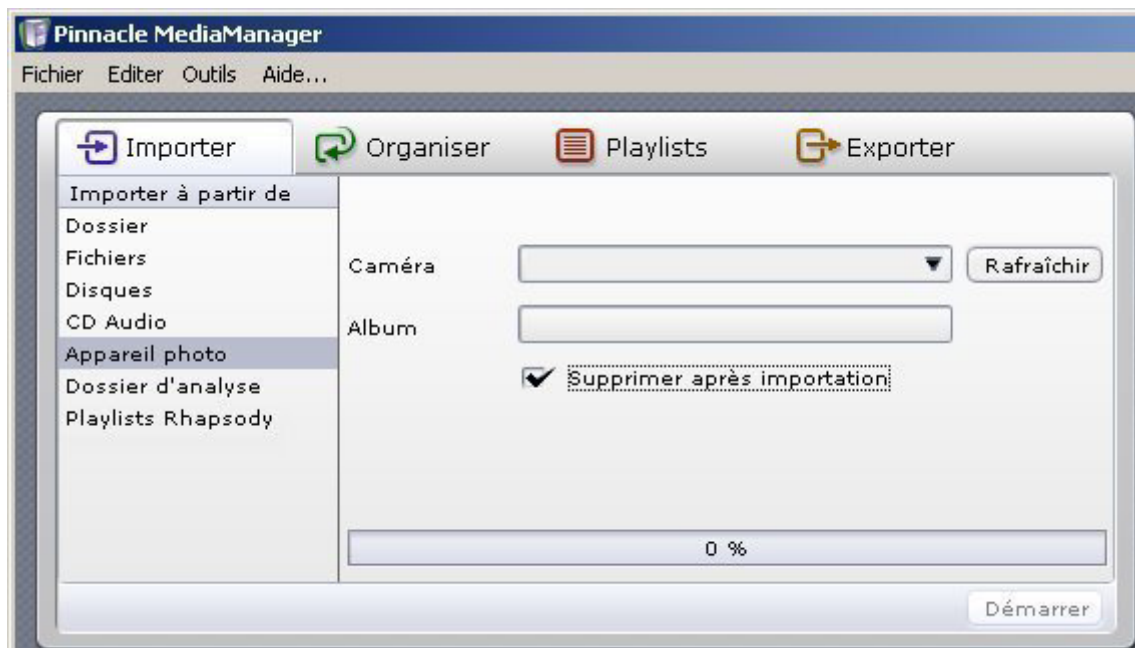 Pinnacle MediaManager
Fichier Editer Outils Aide...
Importer Organiser Playlists Exporter
Importer à partir de
Dossier
Fichiers
Disques
CD Audio
Appareil photo
Dossier d'analyse
Playlists Rhapsody
Caméra
Rafraîchir
Album
Supprimer après importation
0 %
Démarrer